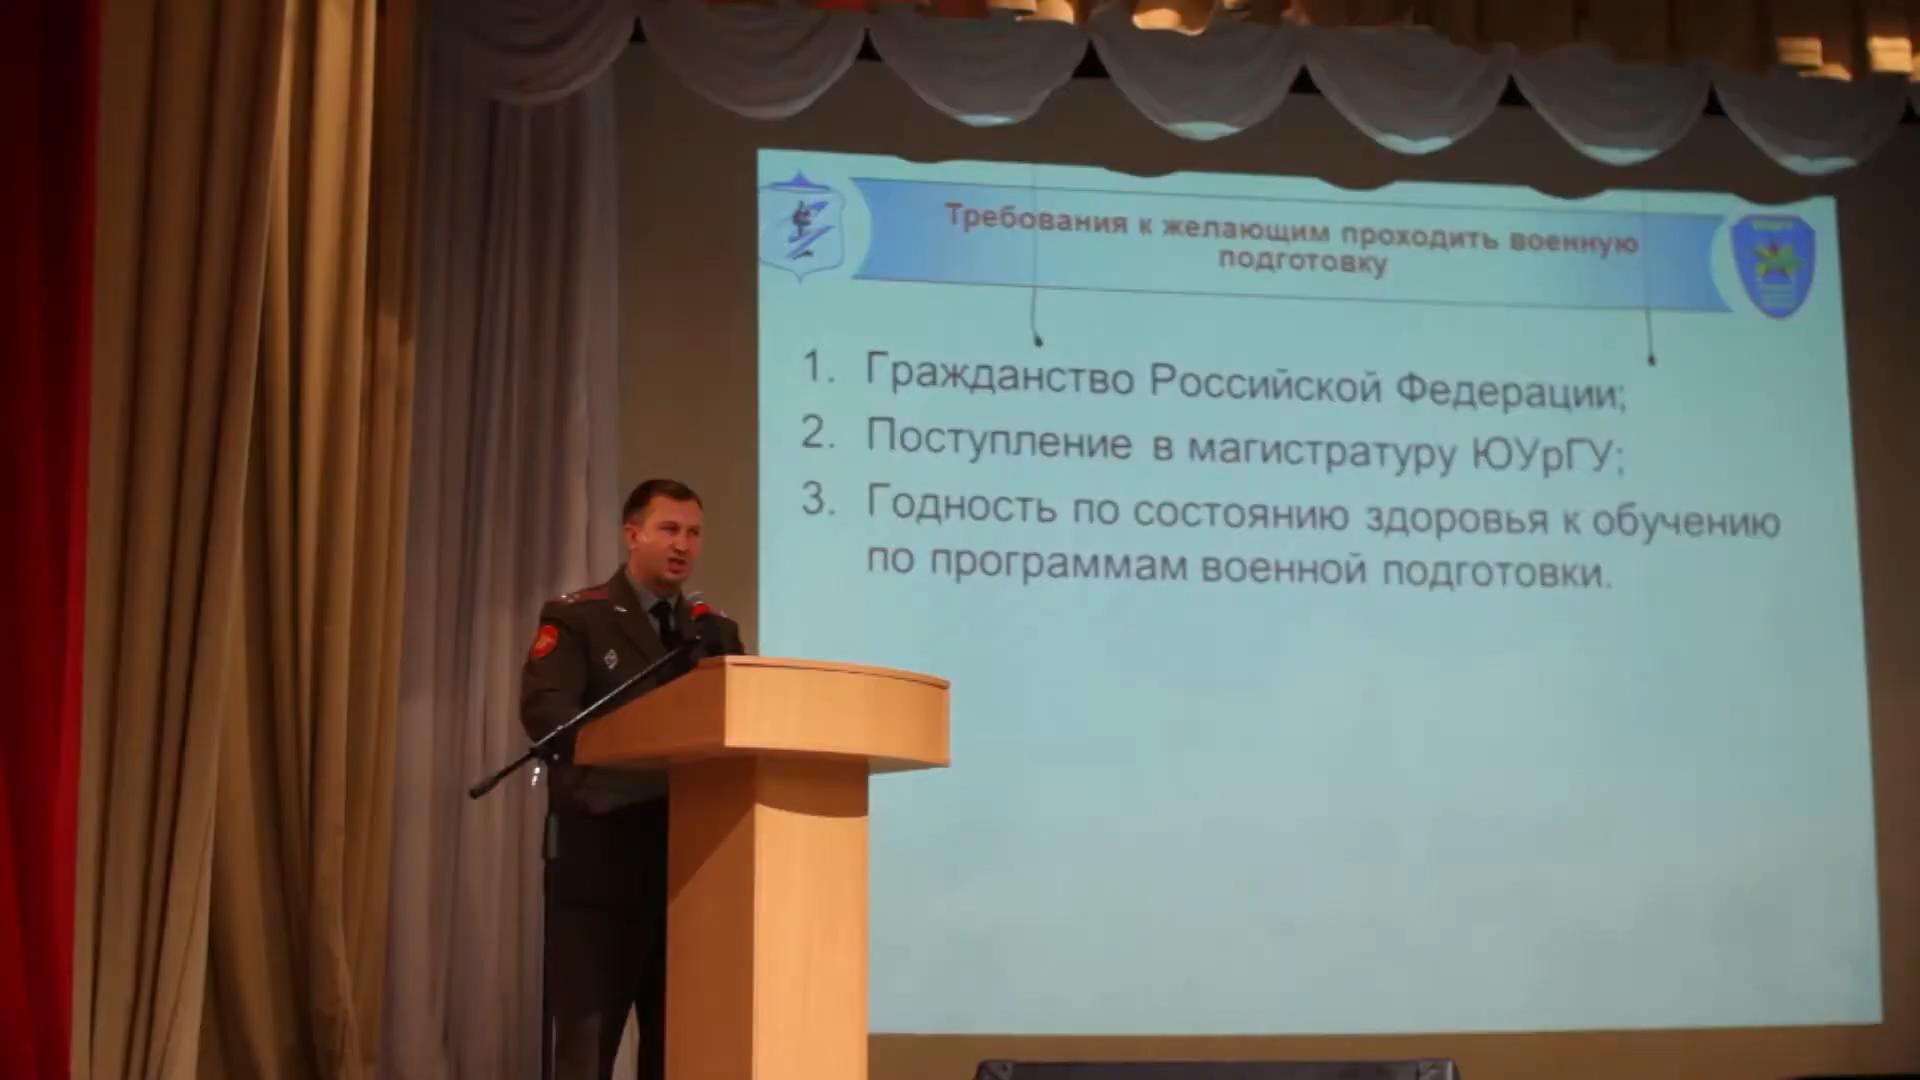 Требования к желающим проходить военную
подготовку
1. Гражданство Российской Федерации;
2. Поступление в магистратуру ЮУрГУ;
3. Годность по состоянию здоровья к обучению
по программам военной подготовки.